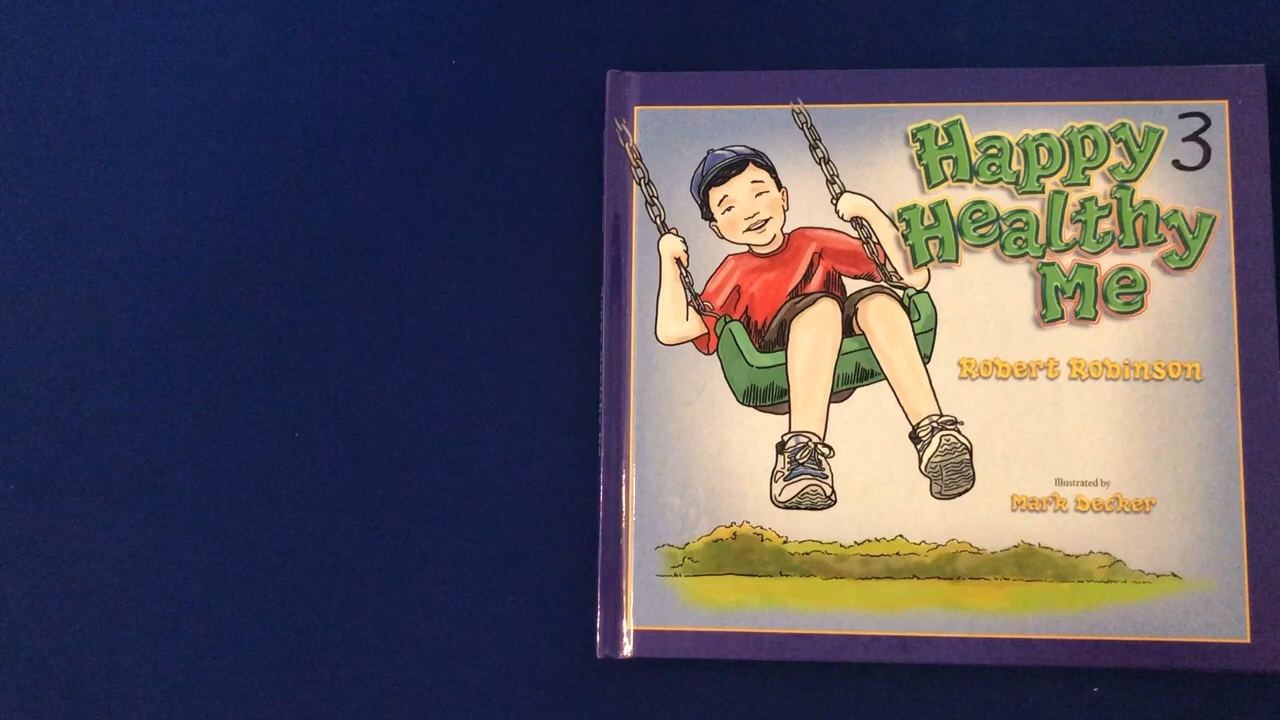 Happy 3
Healthy
Me
Robert Robinson
Illustrated by
Mark Decker